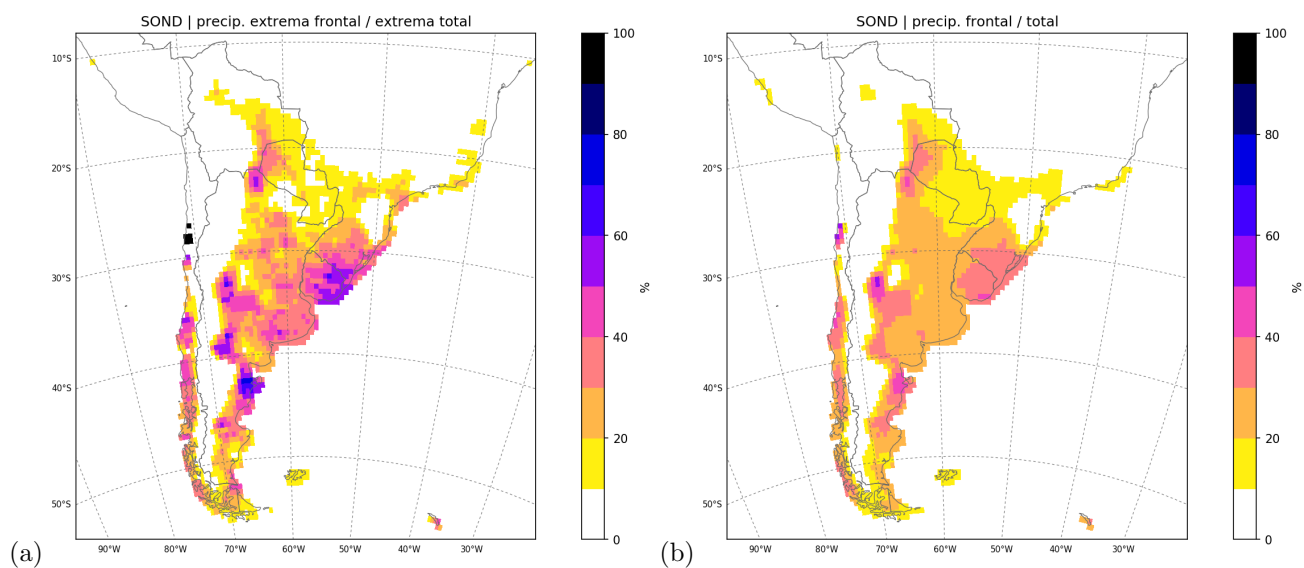 SOND | precip. extrema frontal / extrema total
10°S
20°S
30°S
40°S
50°S
90°W
80°W
70°W
60°W
50°W
40°W
30°W
100
80
60
40
20
0
%
(a)
SOND | precip. frontal / total
10°S
20°S
30°S
40°S
50°S
90°W
80°W
70°W
60°W
50°W
40°W
30°W
100
80
60
40
20
0
%
(b)